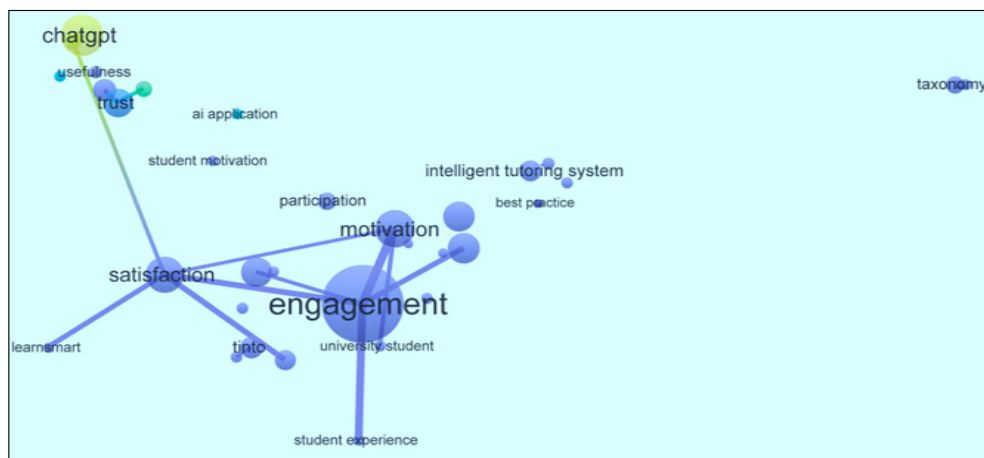 chatgpt
usefulness
taxonomy
trust
ai application
student motivation
intelligent tutoring system
participation
best practice
motivation
satisfaction
engagement
learnsmart
tinto
university student
student experience